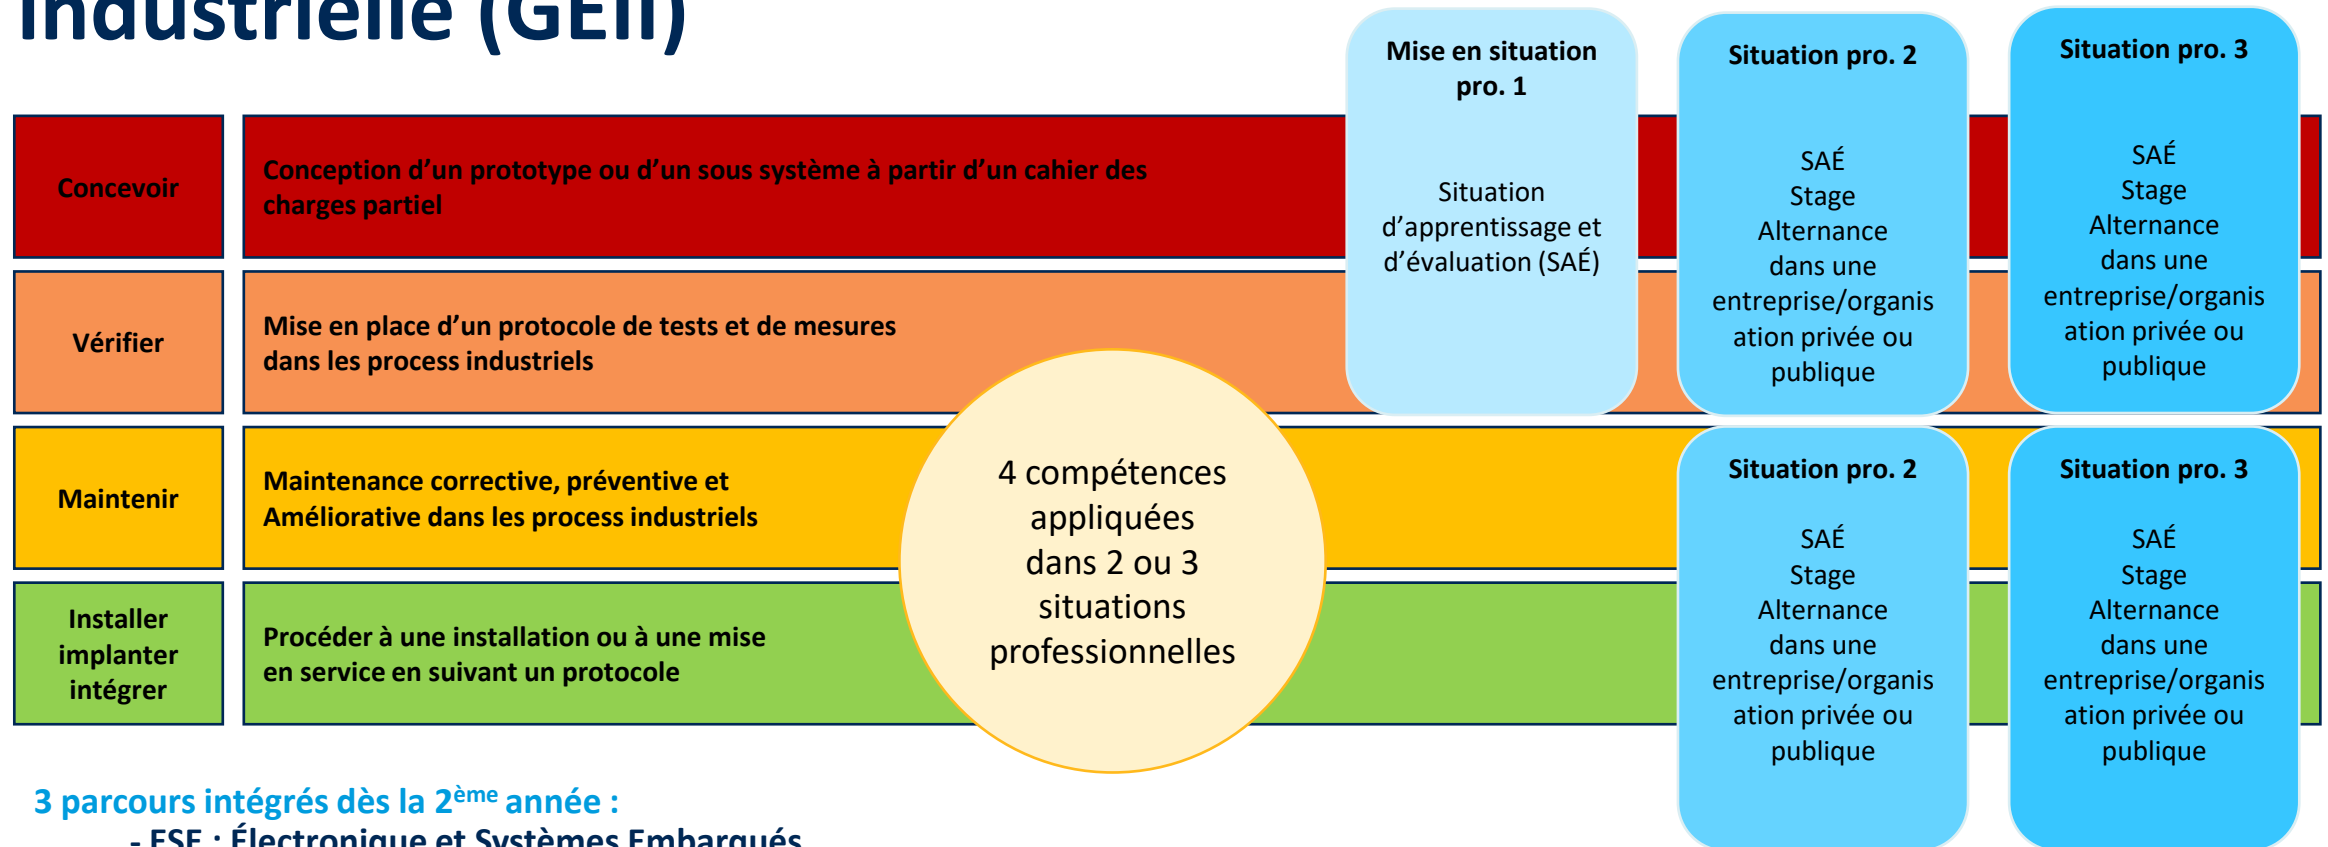 Industrielle (GEII)
Mise en situation
pro. 1
Situation
d’apprentissage et
d’évaluation (SAÉ)
Situation pro. 2
SAÉ
Stage
Alternance
dans une
entreprise/organis
ation privée ou
publique
Situation pro. 3
SAÉ
Stage
Alternance
dans une
entreprise/organis
ation privée ou
publique
Concevoir
Conception d’un prototype ou d’un sous système à partir d’un cahier des
charges partiel
Vérifier
Mise en place d’un protocole de tests et de mesures
dans les process industriels
Maintenir
Maintenance corrective, préventive et
Améliorative dans les process industriels
Installer
implanter
intégrer
Procéder à une installation ou à une mise
en service en suivant un protocole
4 compétences
appliquées
dans 2 ou 3
situations
professionnelles
Situation pro. 2
SAÉ
Stage
Alternance
dans une
entreprise/organis
ation privée ou
publique
Situation pro. 3
SAÉ
Stage
Alternance
dans une
entreprise/organis
ation privée ou
publique
3 parcours intégrés dès la 2ème année :
- ESE : Électronique et Systèmes Embarqués